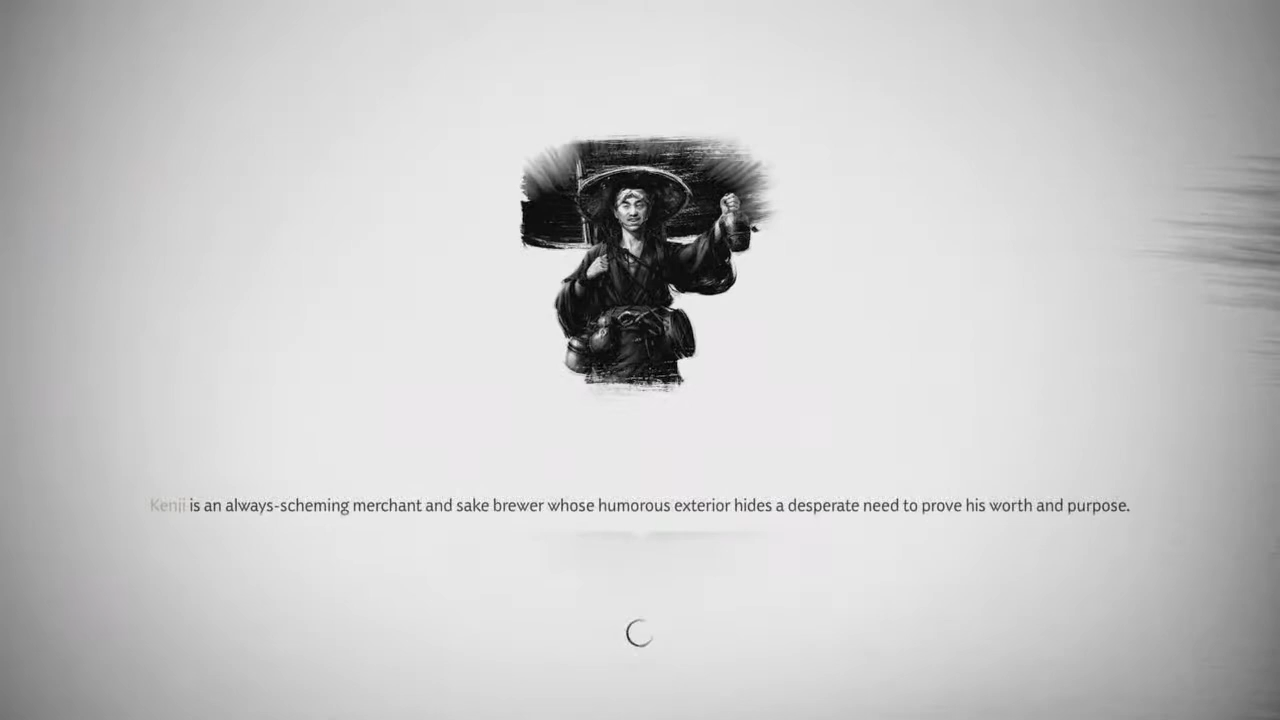 Kenji is an always-scheming merchant and sake brewer whose humorous exterior hides a desperate need to prove his worth and purpose.